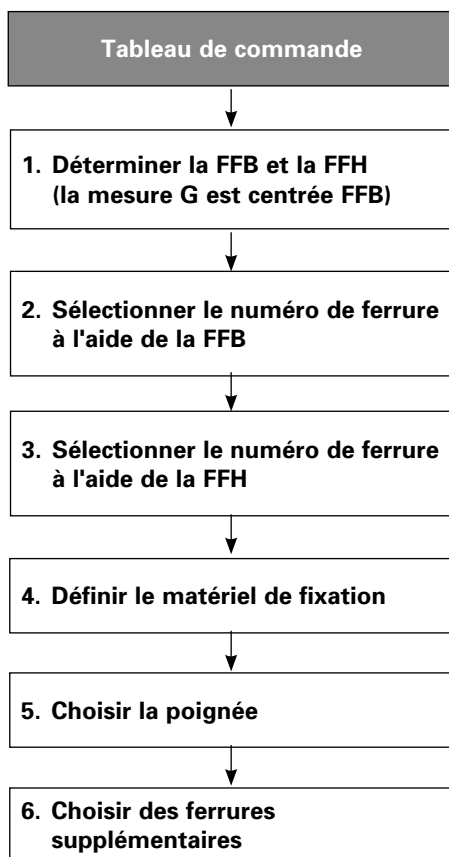 Tableau de commande
1. Déterminer la FFB et la FFH
(la mesure G est centrée FFB)
2. Sélectionner le numéro de ferrure
à l'aide de la FFB
3. Sélectionner le numéro de ferrure
à l'aide de la FFH
4. Définir le matériel de fixation
5. Choisir la poignée
6. Choisir des ferrures
supplémentaires